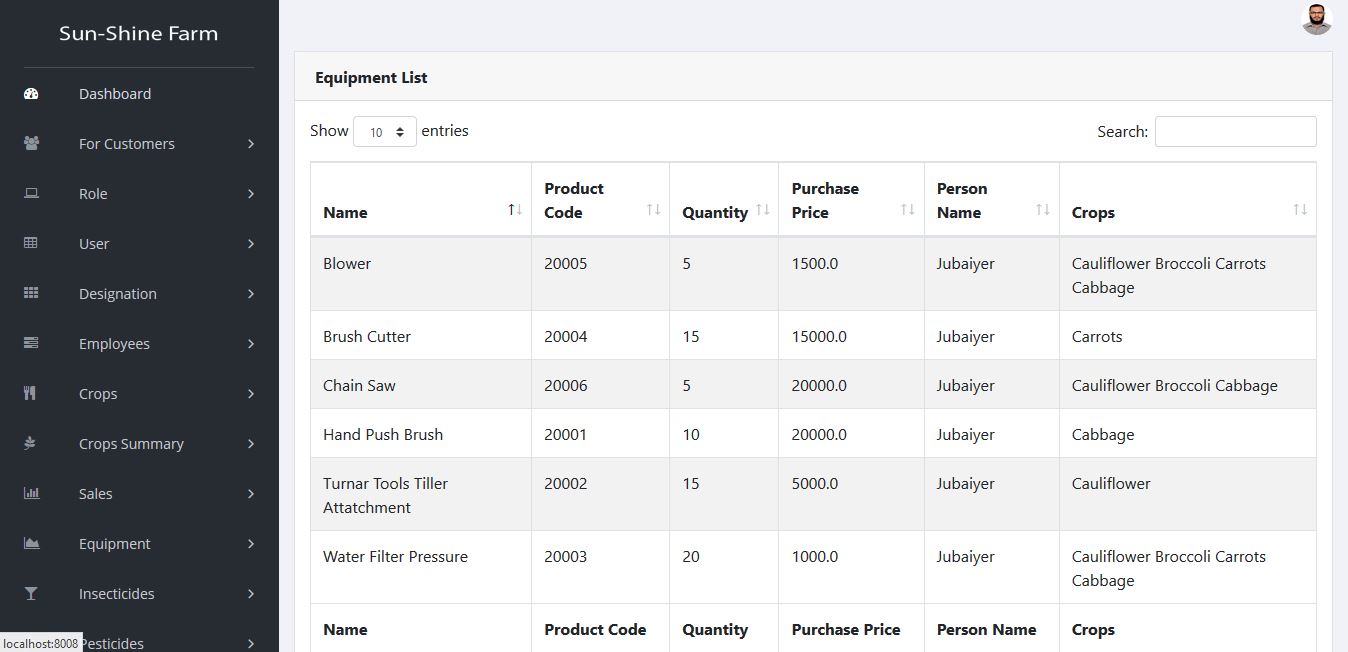 Sun-Shine Farm
Dashboard
For Customers
Role
User
Designation
Employees
Crops
Crops Summary
Sales
Equipment
Insecticides
Pesticides
localhost:8008
Equipment List
Show 10 entries
Search:
Name
Product
Code
Quantity
Purchase
Price
Person
Name
Crops
Blower 20005 5 1500.0 Jubaiyer Cauliflower Broccoli Carrots
Cabbage
Brush Cutter 20004 15 15000.0 Jubaiyer Carrots
Chain Saw 20006 5 20000.0 Jubaiyer Cauliflower Broccoli Cabbage
Hand Push Brush 20001 10 20000.0 Jubaiyer Cabbage
Turnar Tools Tiller
Attatchment
20002 15 5000.0 Jubaiyer Cauliflower
Water Filter Pressure 20003 20 1000.0 Jubaiyer Cauliflower Broccoli Carrots
Cabbage
Name Product Code Quantity Purchase Price Person Name Crops